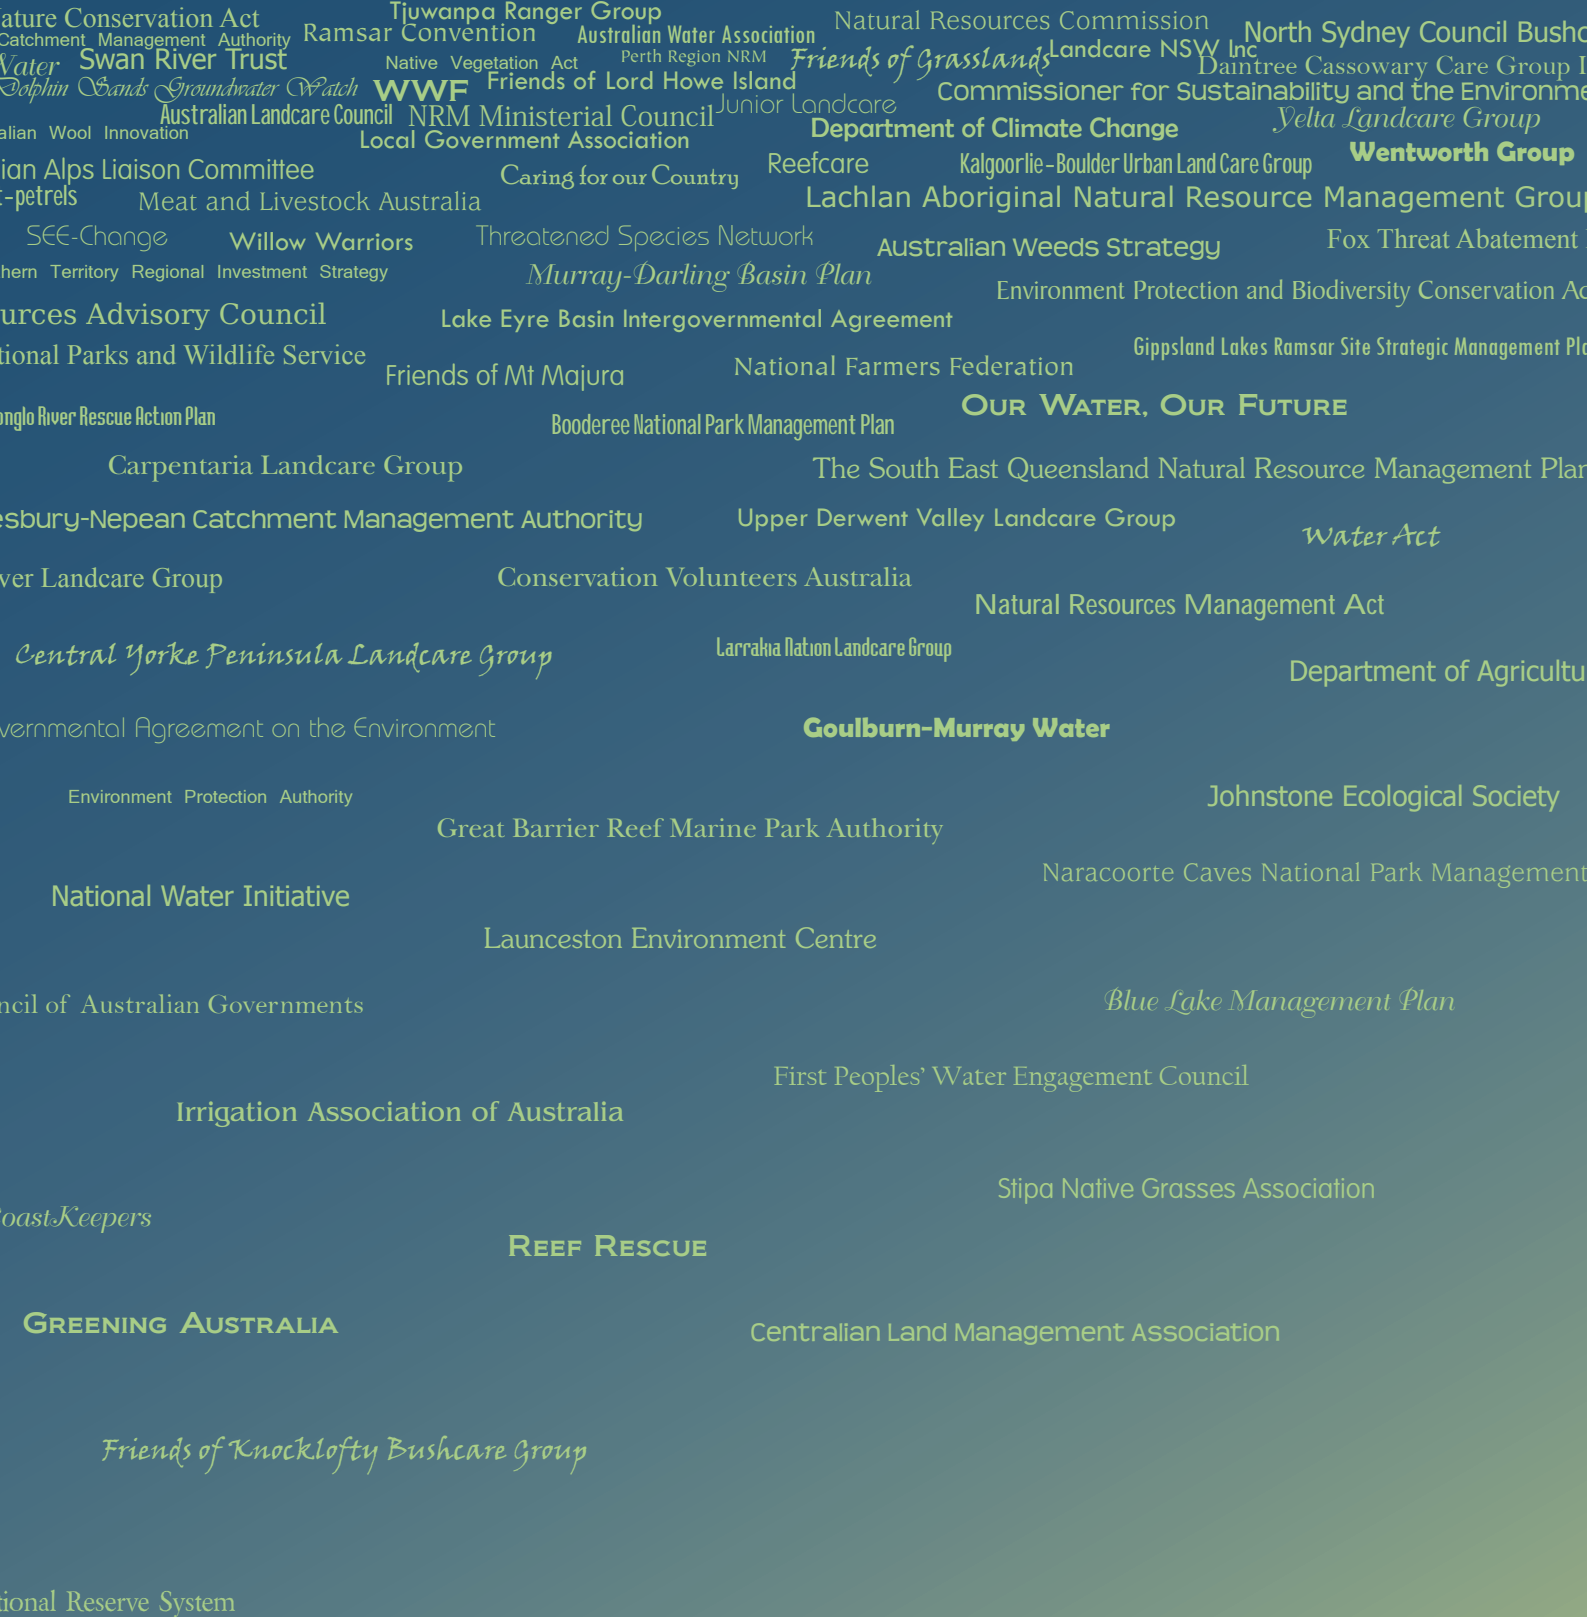 Nature Conservation Act
Tjuwanpa Ranger Group
Natural Resources Commission
North Sydney Council
Catchment Management Authority
Ramsar Convention
Australian Water Association
Water
Swan River Trust
Native Vegetation Act
Perth Region NRM
Friends of Grasslands
Landcare NSW Inc
Daintree Cassowary Care Group
Dolphin Sands Groundwater Watch
WWF
Friends of Lord Howe Island
Commissioner for Sustainability and the
Australian Landcare Council
NRM Ministerial Council
Junior Landcare
Yelta Landcare Group
Wool Innovation
Local Government Association
Department of Climate Change
Wentworth Group
Alps Liaison Committee
Caring for our Country
Reefcare
Kalgoorlie-Boulder Urban Land Care Group
-petrels
Meat and Livestock Australia
Lachlan Aboriginal Natural Resource Management Group
SEE-Change
Willow Warriors
Threatened Species Network
Australian Weeds Strategy
Fox Threat Abatement
hern Territory Regional Investment Strategy
Murray-Darling Basin Plan
Environment Protection and Biodiversity Conservation Ac
urces Advisory Council
Lake Eyre Basin Intergovernmental Agreement
tional Parks and Wildlife Service
Friends of Mt Majura
National Farmers Federation
Gippsland Lakes Ramsar Site Strategic Management Pla
Our Water, Our Future
onglo River Rescue Action Plan
Booderee National Park Management Plan
Carpentaria Landcare Group
The South East Queensland Natural Resource Management Plan
esbury-Nepean Catchment Management Authority
Upper Derwent Valley Landcare Group
Water Act
ver Landcare Group
Conservation Volunteers Australia
Natural Resources Management Act
Central Yorke Peninsula Landcare Group
Larrakia Nation Landcare Group
Department of Agricultu
vernmental Agreement on the Environment
Goulburn-Murray Water
Environment Protection Authority
Johnstone Ecological Society
Great Barrier Reef Marine Park Authority
Naracoorte Caves National Park Management
National Water Initiative
Launceston Environment Centre
ncil of Australian Governments
Blue Lake Management Plan
First Peoples' Water Engagement Council
Irrigation Association of Australia
Stipa Native Grasses Association
CoastKeepers
Reef Rescue
Greening Australia
Centralian Land Management Association
Friends of Knocklofty Bushcare Group
tional Reserve System